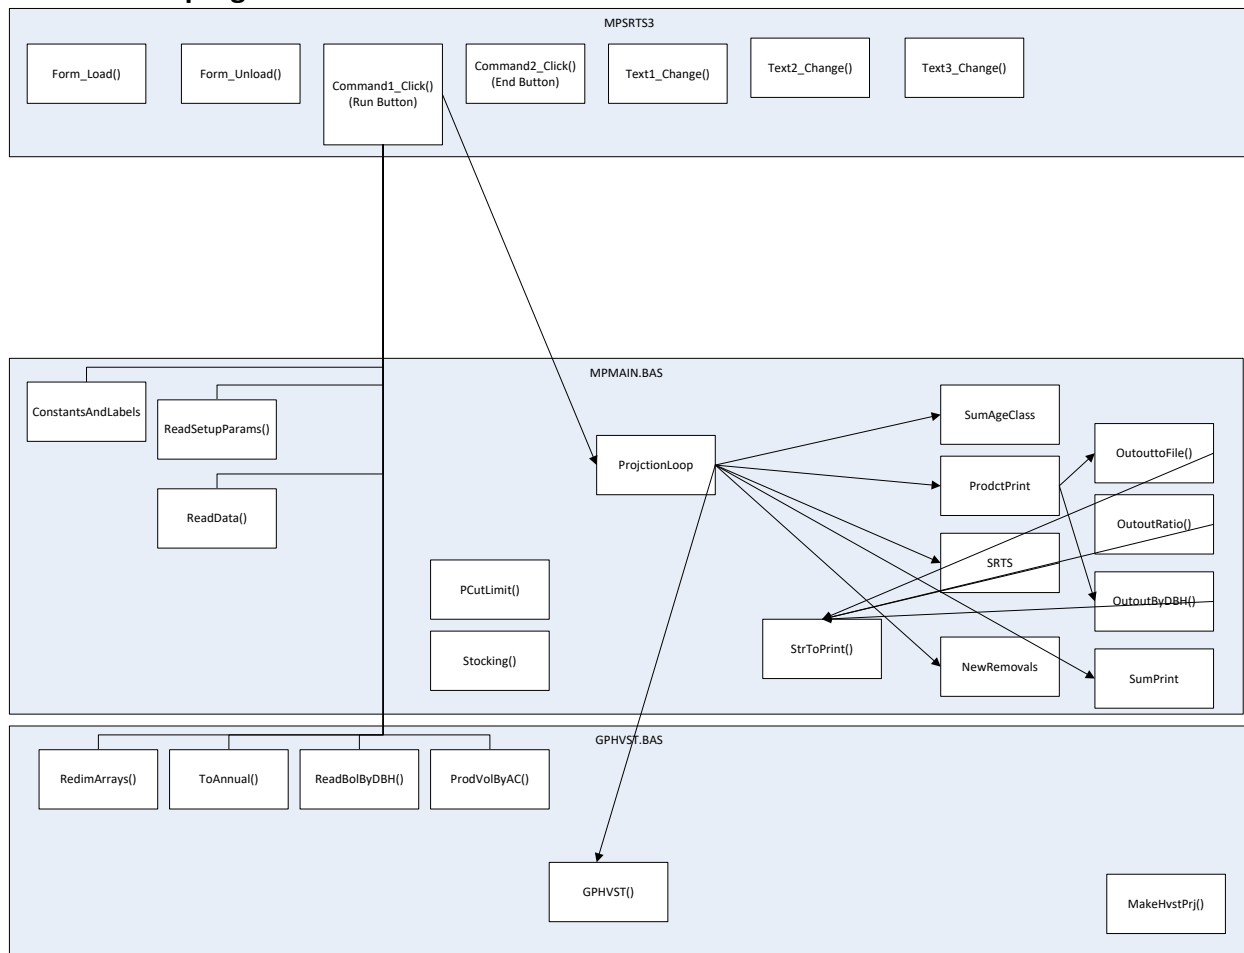 MPSRTS3
Form_Load()
Form_Unload()
Command1_Click()
(Run Button)
Command2_Click()
(End Button)
Text1_Change()
Text2_Change()
Text3_Change()
MPMAIN.BAS
ConstantsAndLabels
ReadSetupParams()
ReadData()
ProjctionLoop
SumAgeClass
ProdctPrint
OutouttoFile()
OutoutRatio()
SRTS
OutoutByDBH()
PCutLimit()
Stocking()
StrToPrint()
NewRemovals
SumPrint
GPHVST.BAS
RedimArrays()
ToAnnual()
ReadBolByDBH()
ProdVolByAC()
GPHVST()
MakeHvstPrj()